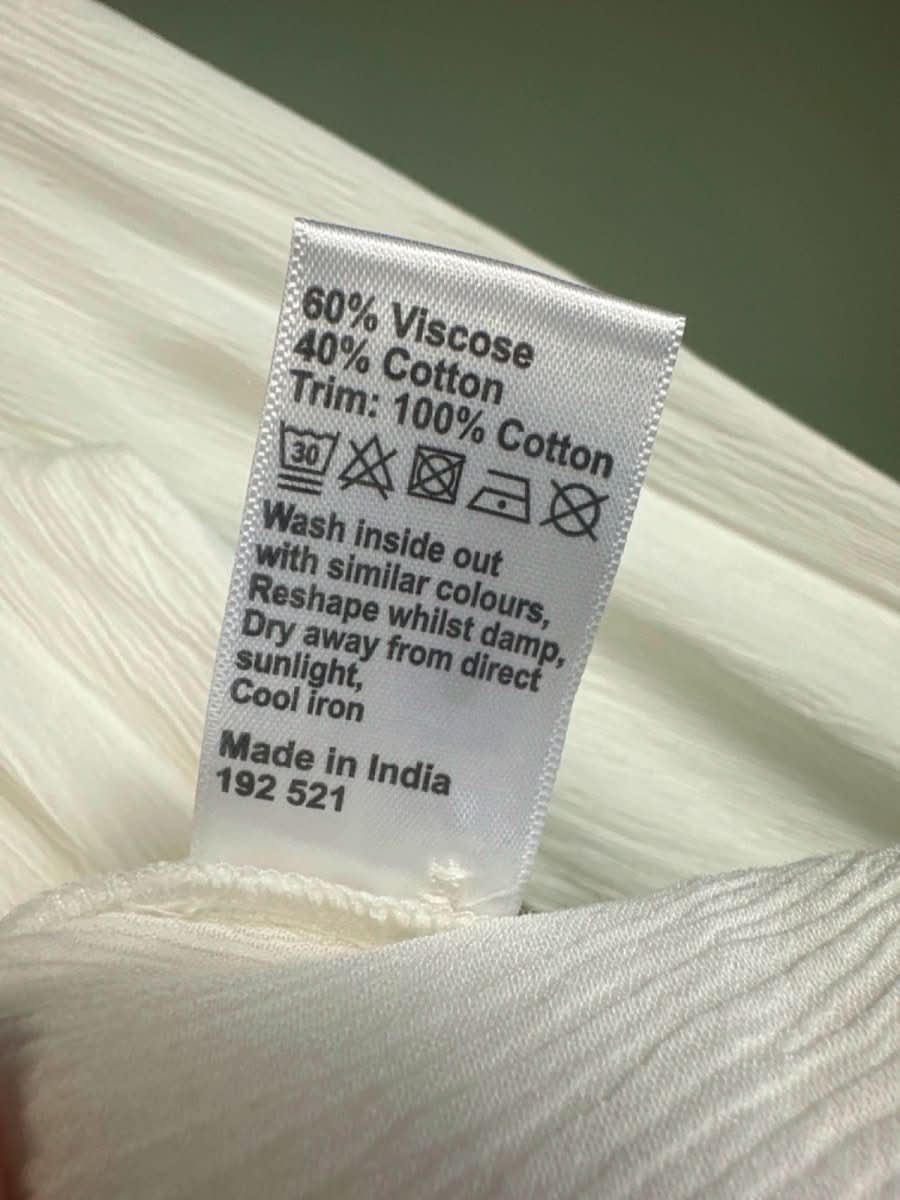 60% Viscose
40% Cotton
Trim: 100% Cotton
30
Wash inside out
with similar colours,
Reshape whilst damp,
Dry away from direct
sunlight,
Cool iron
Made in India
192 521